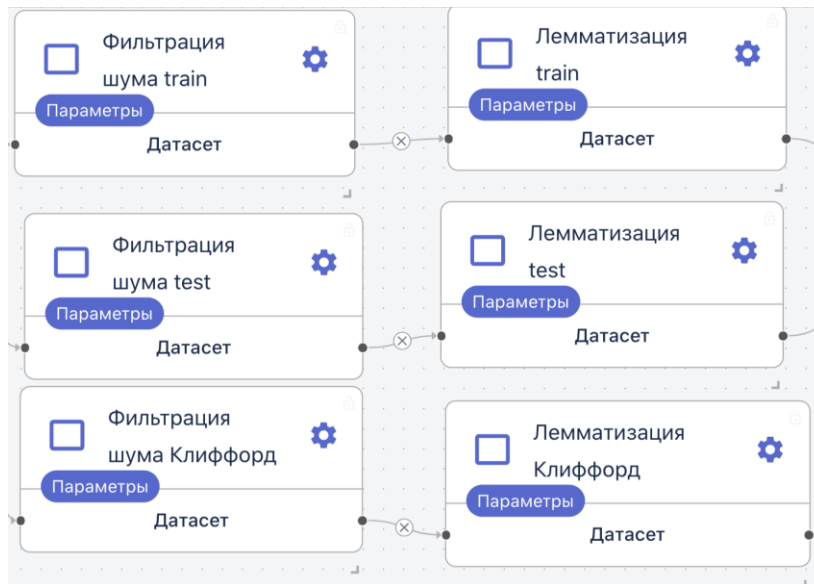 Фильтрация
шума train
Параметры
Датасет
Лемматизация
train
Параметры
Датасет
Фильтрация
шума test
Параметры
Датасет
Лемматизация
test
Параметры
Датасет
Фильтрация
шума Клиффорд
Параметры
Датасет
Лемматизация
Клиффорд
Параметры
Датасет